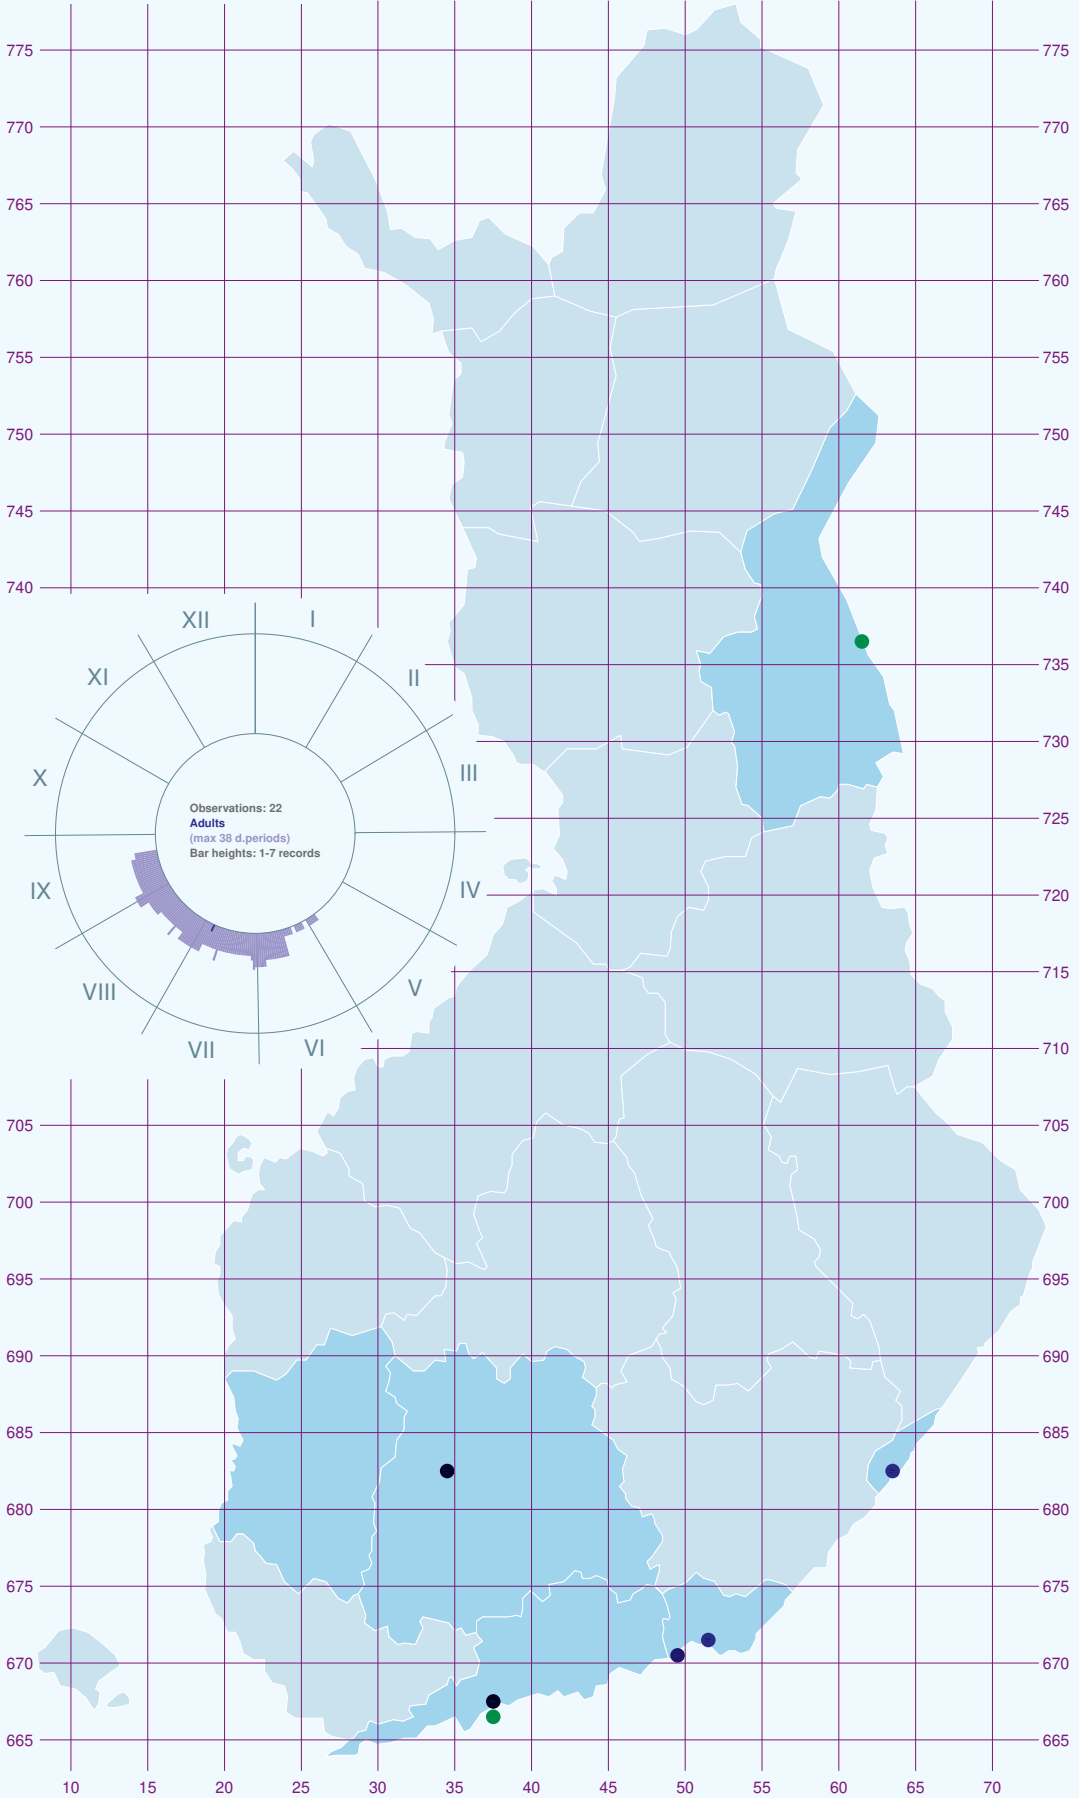 775 775
770 770
765 765
760 760
755 755
750 750
745 745
740 740
XII I
XI II
735 735
730 730
X III
Observations: 22
Adults
(max 38 d.periods)
Bar heights: 1-7 records
725 725
IX IV
720 720
VIII V
715 715
VII VI
710 710
705 705
700 700
695 695
690 690
685 685
680 680
675 675
670 670
665 665
10 15 20 25 30 35 40 45 50 55 60 65 70